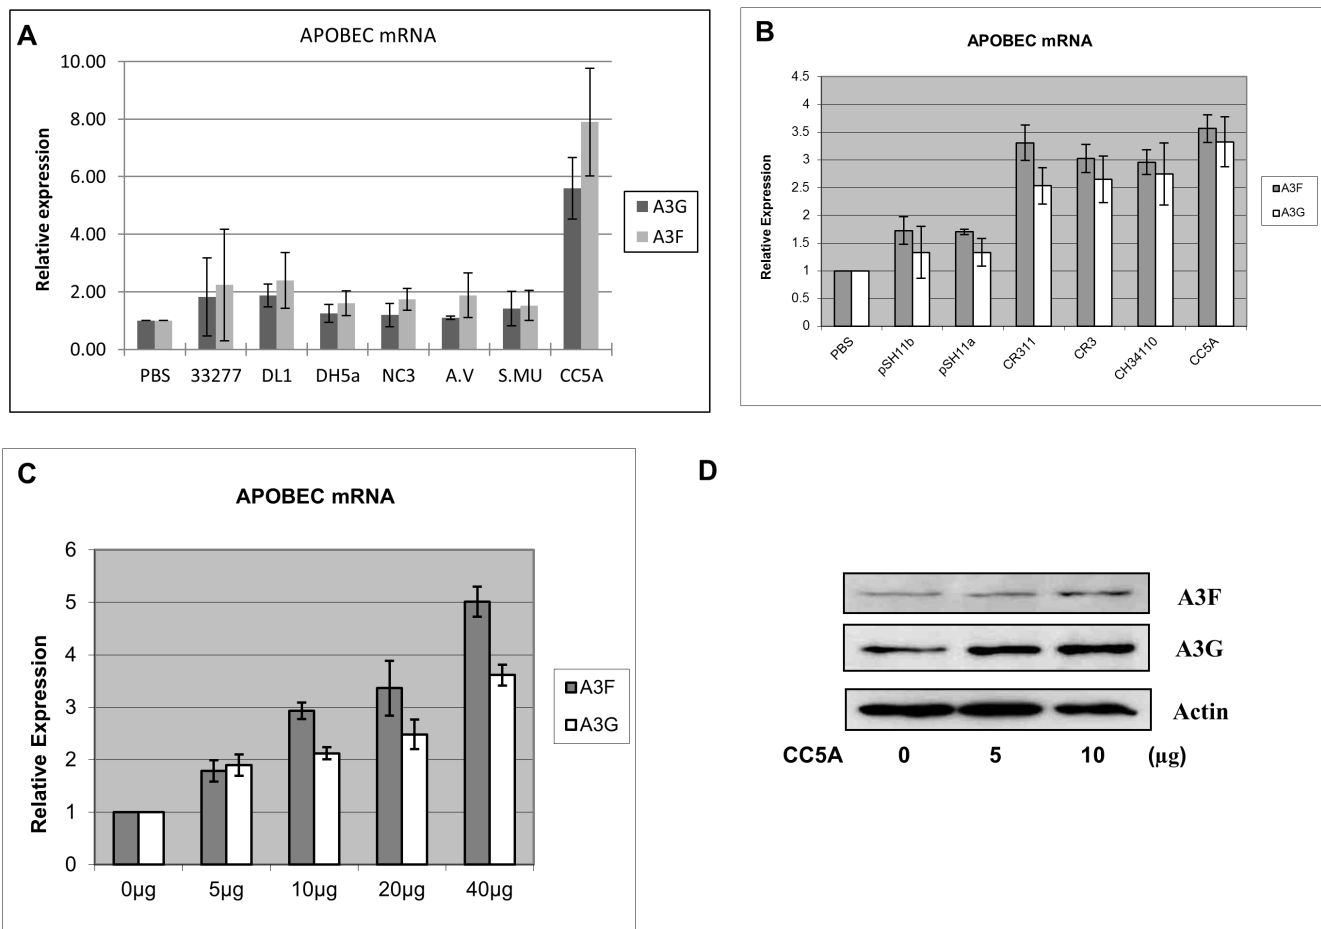 A
APOBEC mRNA
Relative expression
10.00
8.00
6.00
4.00
2.00
0.00
PBS 33277 DL1 DH5a NC3 A.V S.MU CC5A
A3G
A3F
B
APOBEC mRNA
Relative Expression
4.5
4
3.5
3
2.5
2
1.5
1
0.5
0
PBS pSH11b pSH11a CR311 CR3 CH34110 CC5A
A3F
A3G
C
APOBEC mRNA
Relative Expression
6
5
4
3
2
1
0
0µg 5µg 10µg 20µg 40µg
A3F
A3G
D
A3F
A3G
Actin
CC5A 0 5 10 (µg)